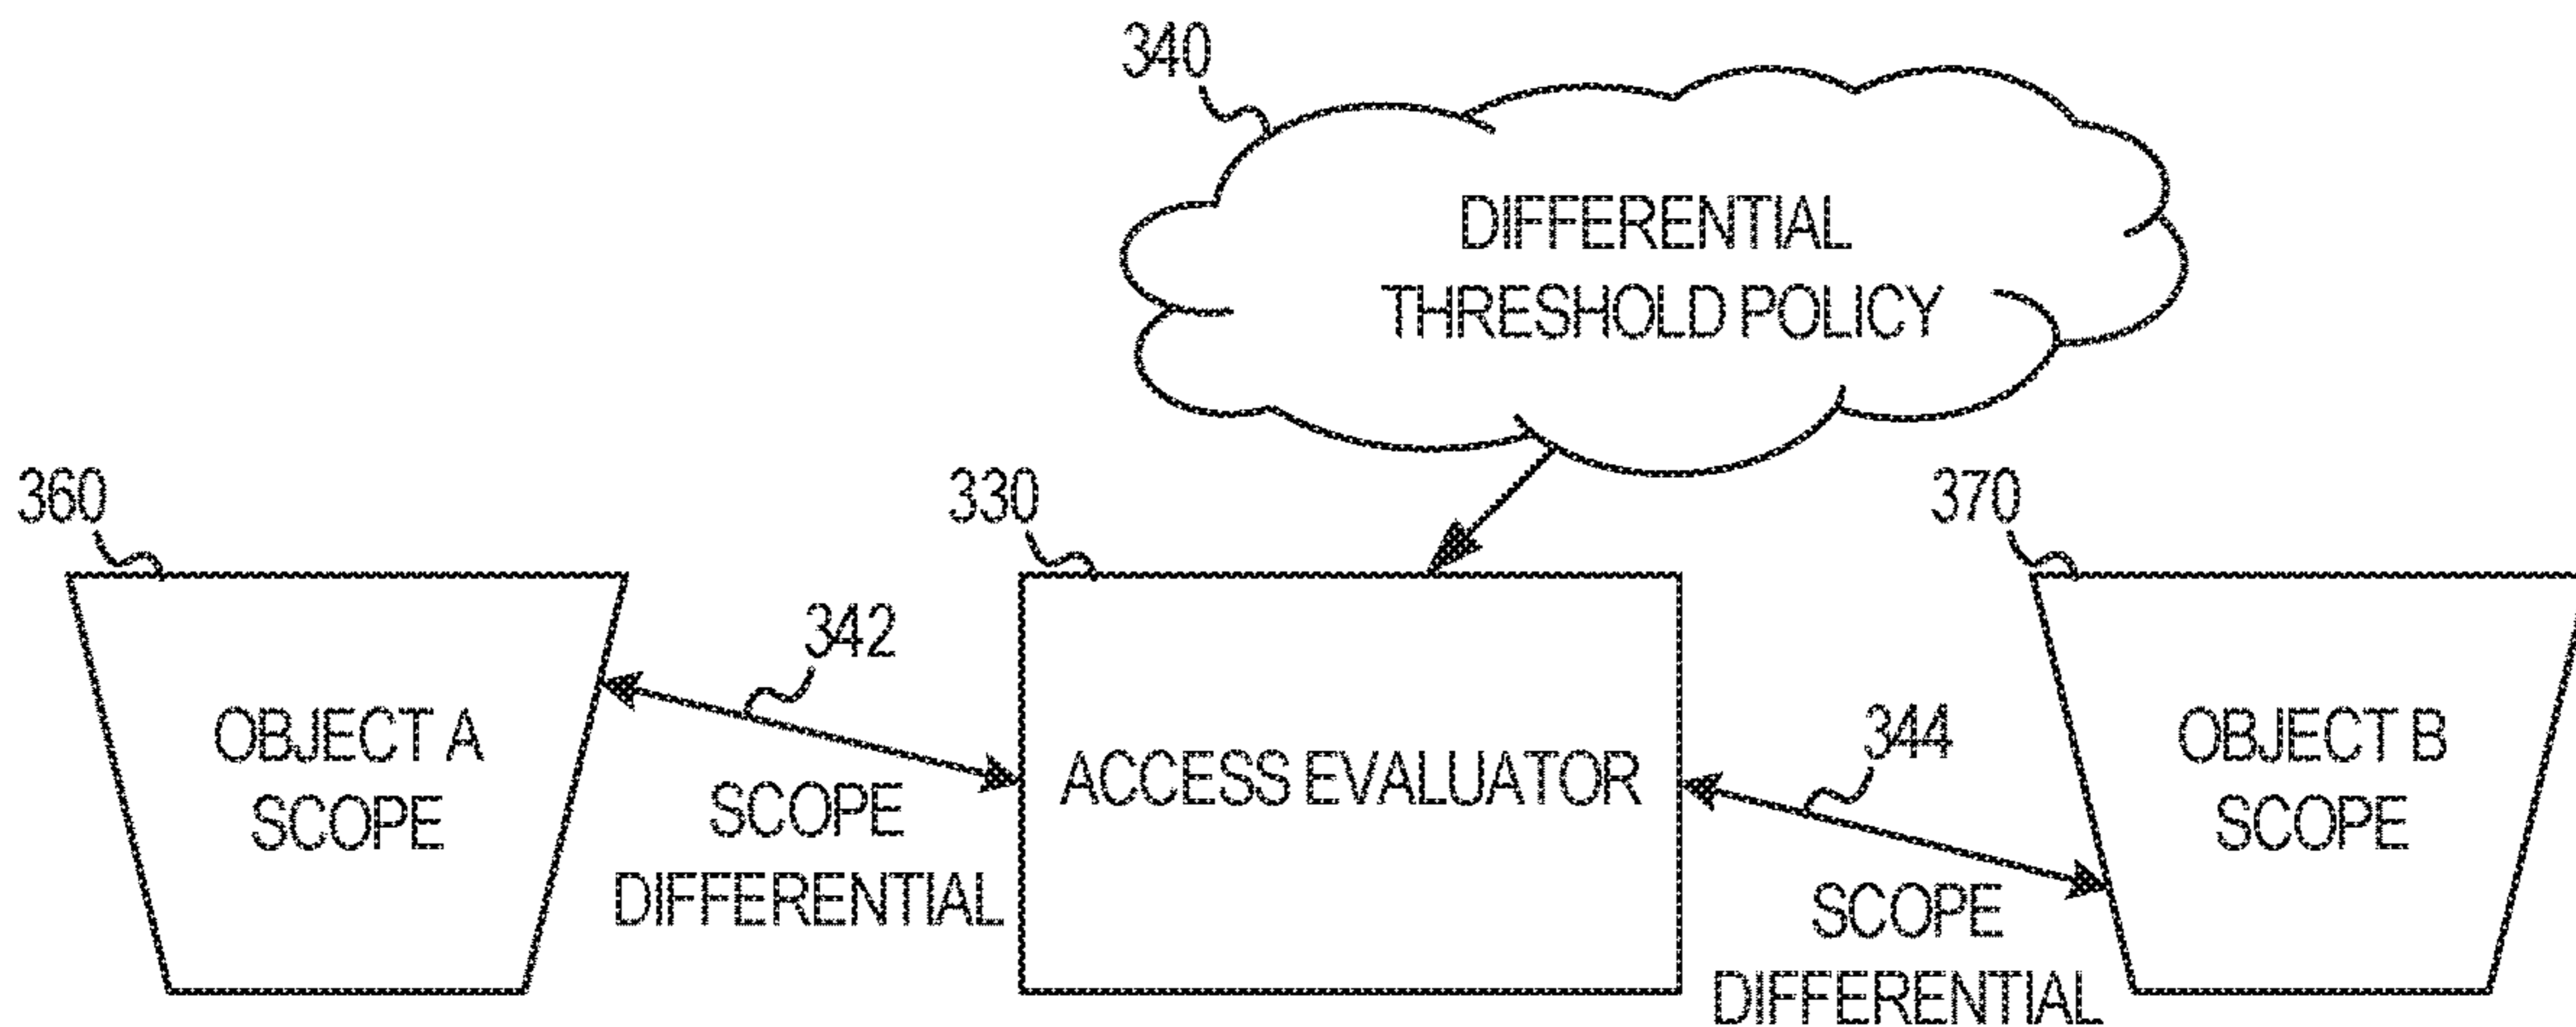 340
DIFFERENTIAL
THRESHOLD POLICY
360
330
370
342
OBJECT A
SCOPE
SCOPE
DIFFERENTIAL
ACCESS EVALUATOR
344
SCOPE
DIFFERENTIAL
OBJECT B
SCOPE